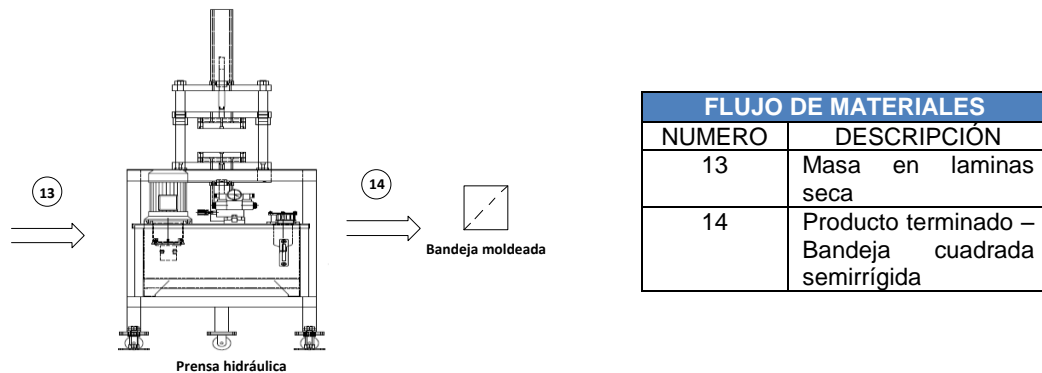 13
14
Bandeja moldeada
Prensa hidráulica
FLUJO DE MATERIALES
NUMERO DESCRIPCIÓN
13 Masa en laminas
seca
14 Producto terminado –
Bandeja cuadrada
semirrígida